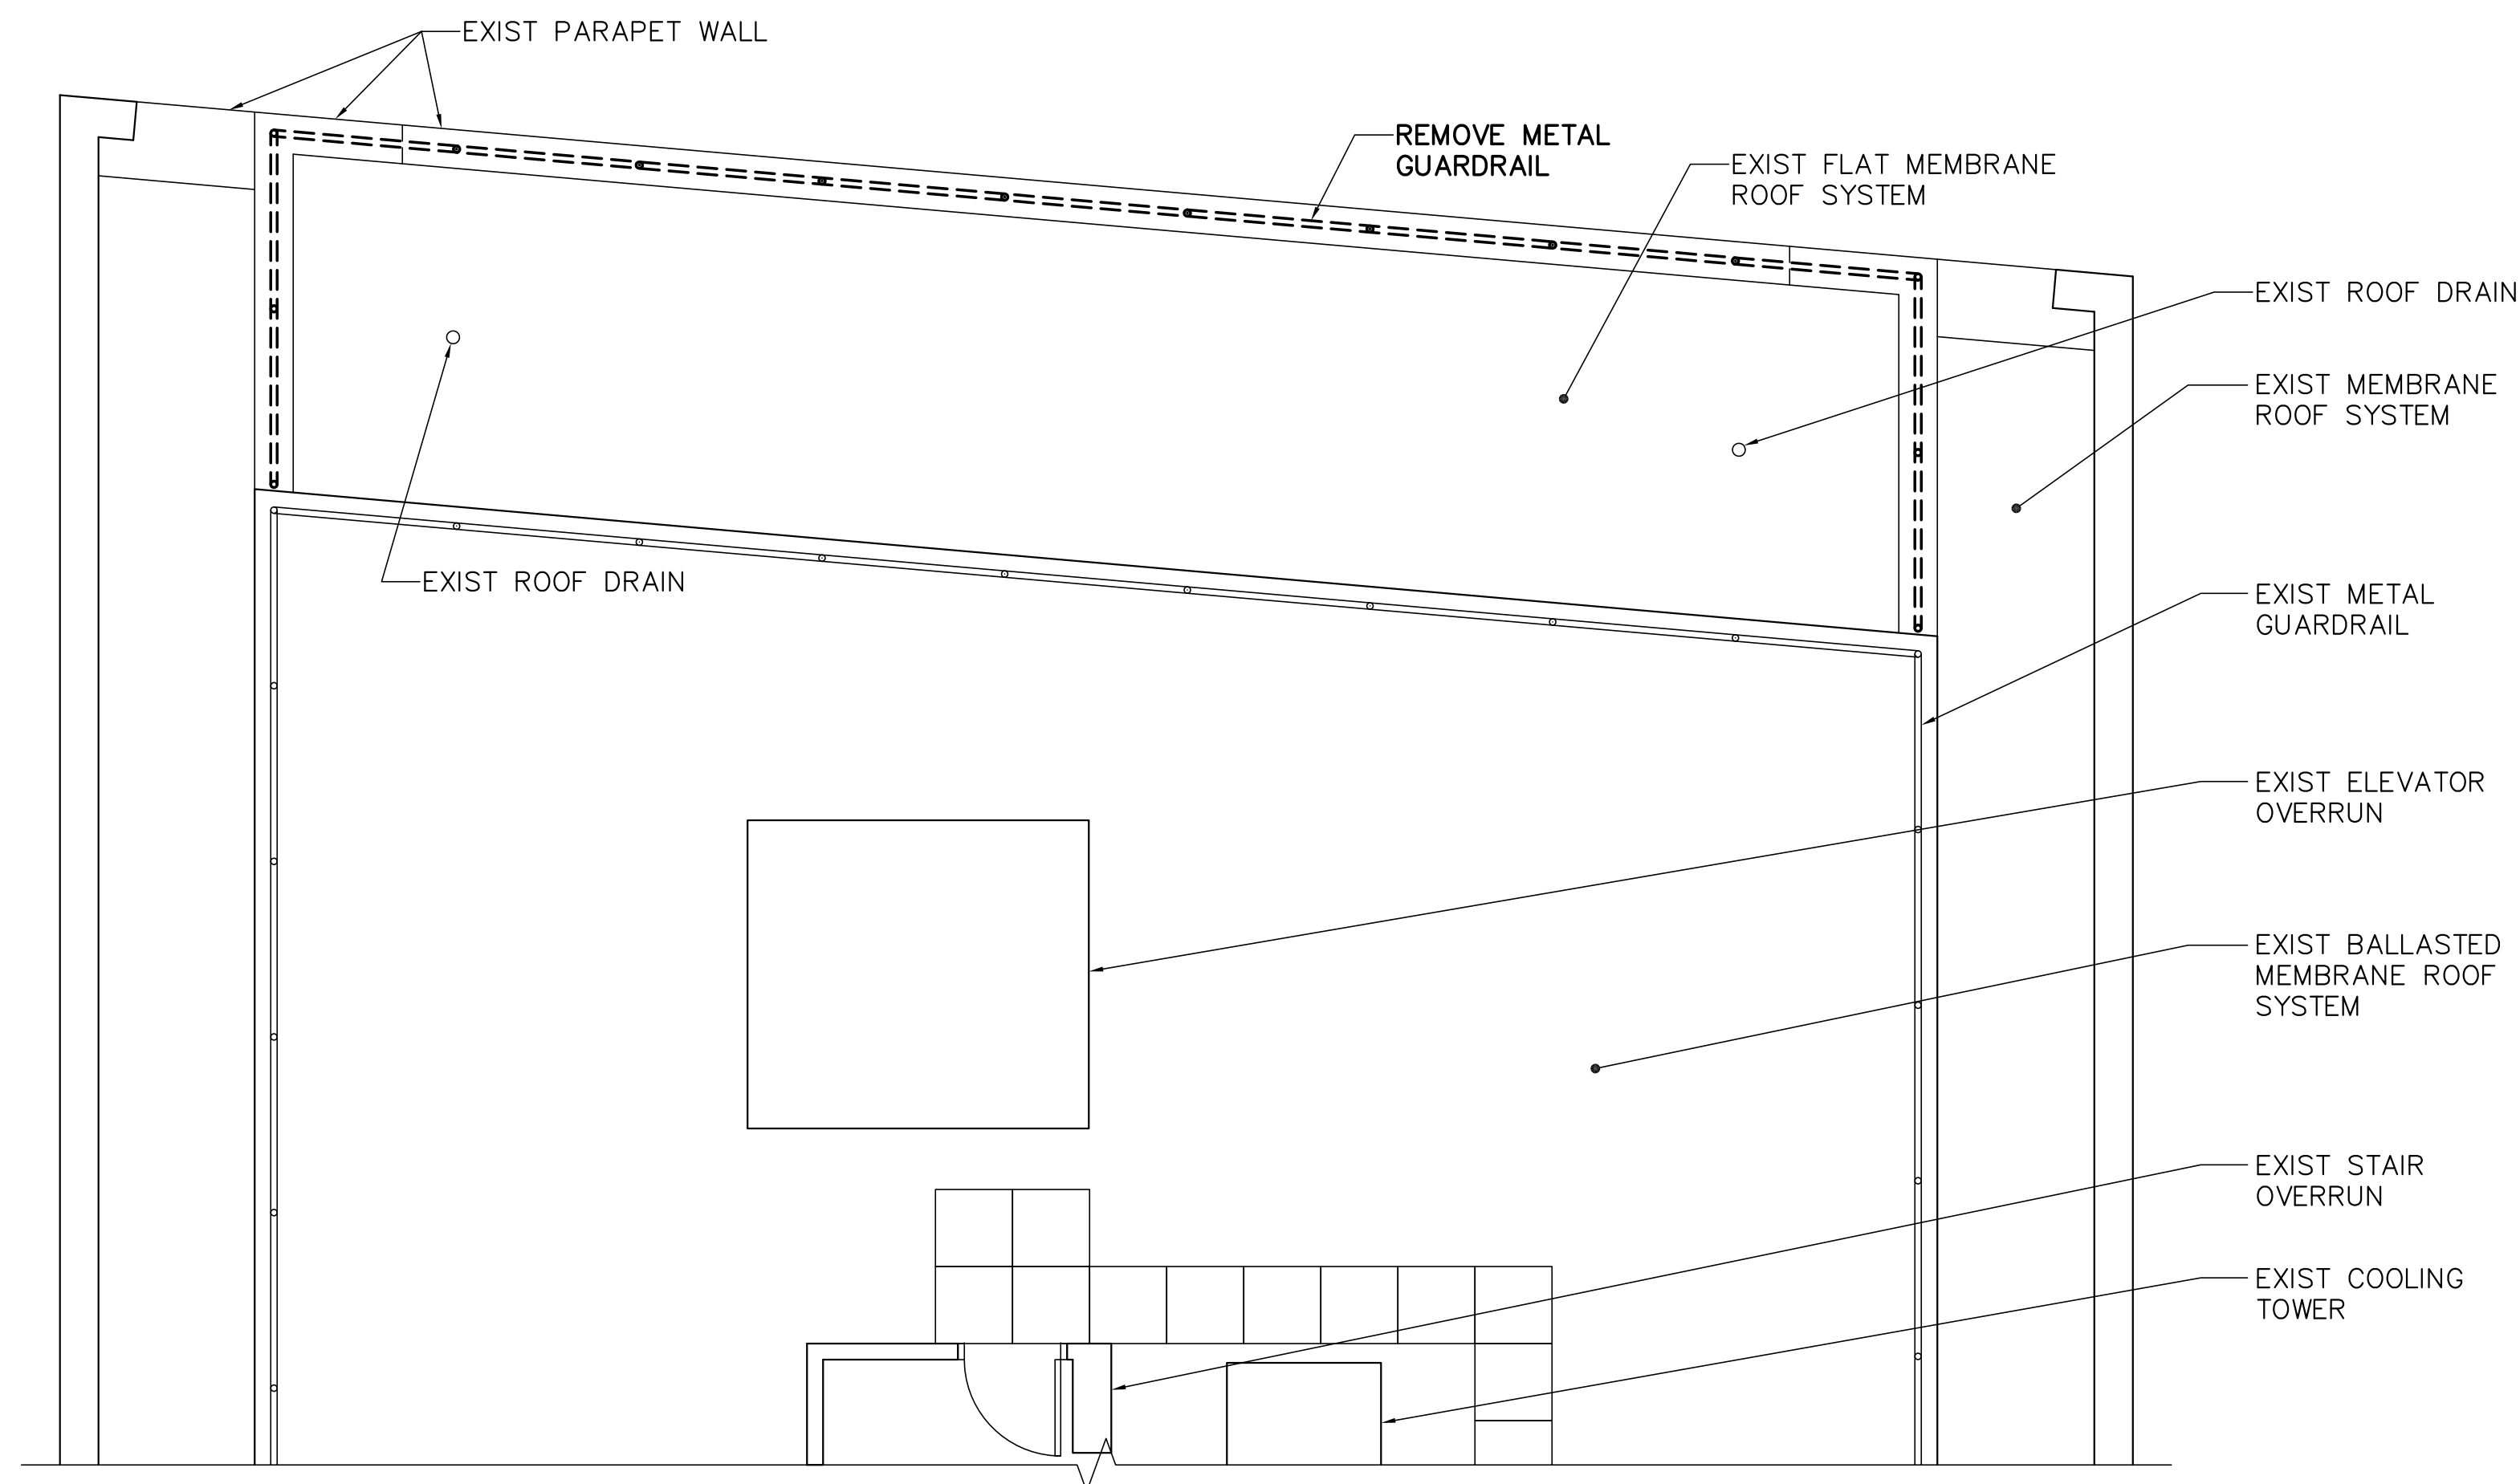 EXIST PARAPET WALL
REMOVE METAL
GUARDRAIL
EXIST FLAT MEMBRANE
ROOF SYSTEM
EXIST ROOF DRAIN
EXIST MEMBRANE
ROOF SYSTEM
EXIST ROOF DRAIN
EXIST METAL
GUARDRAIL
EXIST ELEVATOR
OVERRUN
EXIST BALLASTED
MEMBRANE ROOF
SYSTEM
EXIST STAIR
OVERRUN
EXIST COOLING
TOWER